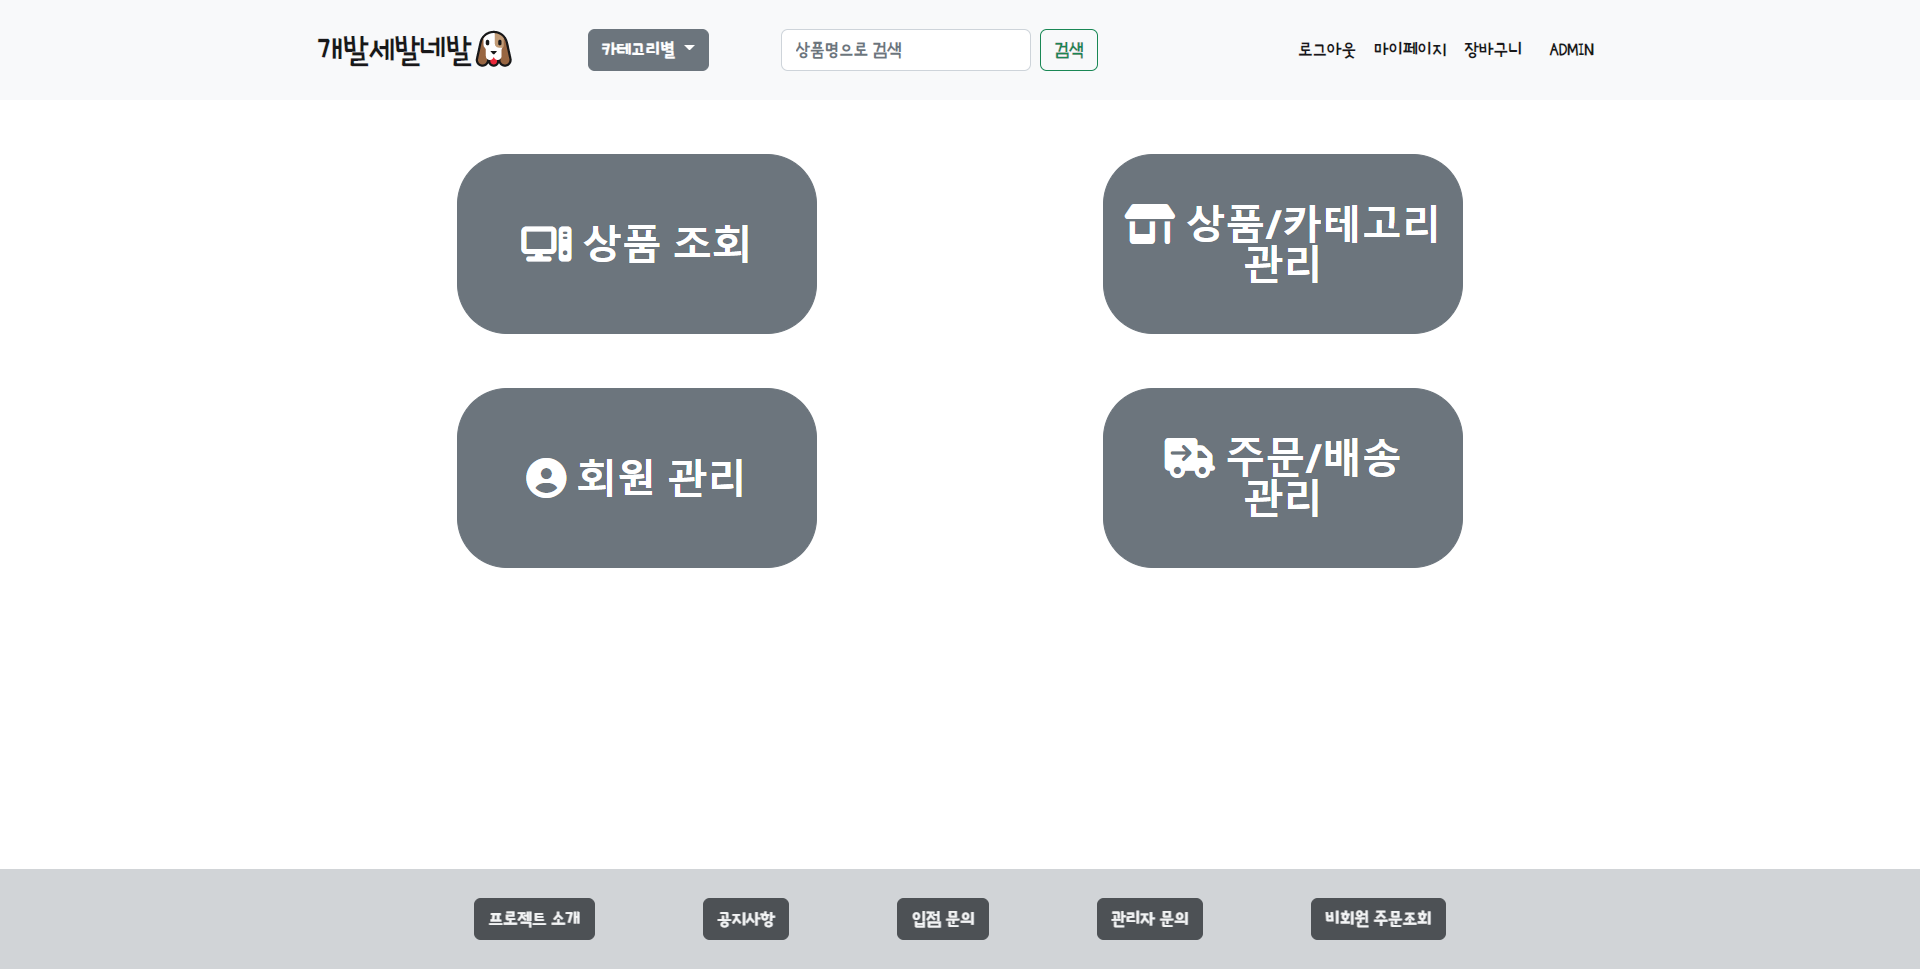 개발세발네발
카테고리별
상품명으로 검색
검색
로그아웃 마이페이지 장바구니 ADMIN
상품 조회
상품/카테고리
관리
회원 관리
주문/배송
관리
프로젝트 소개
공지사항
입점 문의
관리자 문의
비회원 주문조회